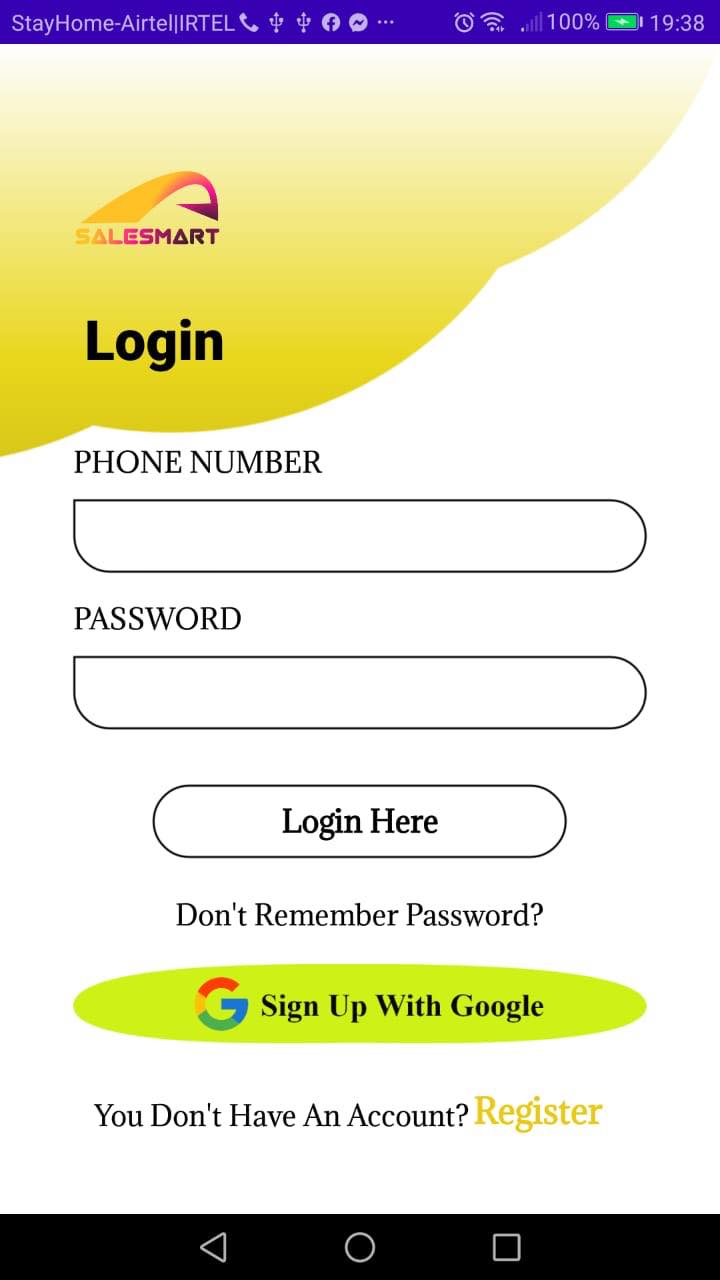 StayHome-Airtel|IRTEL 100% 19:38
SALESMART
Login
PHONE NUMBER
PASSWORD
Login Here
Don't Remember Password?
Sign Up With Google
You Don't Have An Account? Register